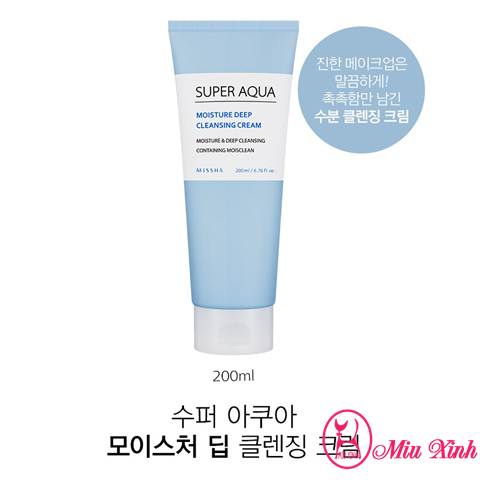 SUPER AQUA
MOISTURE DEEP
CLEANSING CREAM
MOISTURE & DEEP CLEANSING
CONTAINING MOISCLEAN
MISSHA 200ml / 6.76 fl.oz.
진한 메이크업은
말끔하게!
촉촉함만 남긴
수분 클렌징 크림
200ml
수퍼 아쿠아
모이스처 딥 클렌징 크림
Miu Xinh